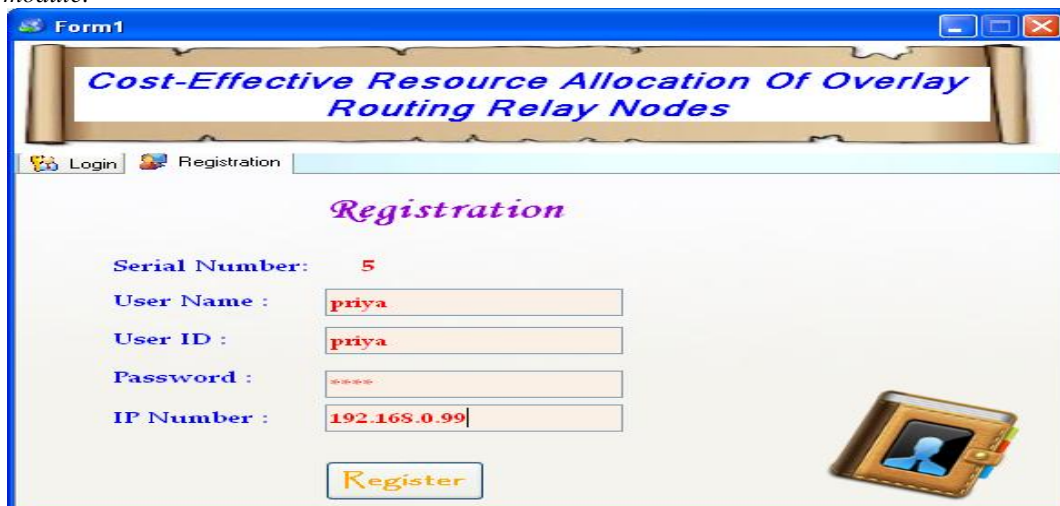 module.
Form1
Cost-Effective Resource Allocation Of Overlay
Routing Relay Nodes
Login Registration
Registration
Serial Number: 5
User Name : priya
User ID : priya
Password : ****
IP Number : 192.168.0.99
Register